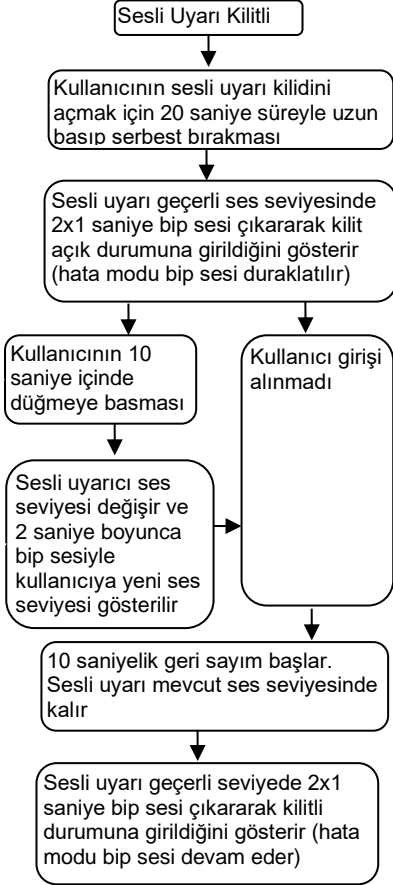 Sesli Uyarı Kilitli
Kullanıcının sesli uyarı kilidini
açmak için 20 saniye süreyle uzun
basıp serbest bırakması
Sesli uyarı geçerli ses seviyesinde
2x1 saniye bip sesi çıkararak kilit
açık durumuna girildiğini gösterir
(hata modu bip sesi duraklatılır)
Kullanıcının 10
saniye içinde
düğmeye basması
Kullanıcı girişi
alınmadı
Sesli uyarıcı ses
seviyesi değişir ve
2 saniye boyunca
bip sesiyle
kullanıcıya yeni ses
seviyesi gösterilir
10 saniyelik geri sayım başlar.
Sesli uyarı mevcut ses seviyesinde
kalır
Sesli uyarı geçerli seviyede 2x1
saniye bip sesi çıkararak kilitli
durumuna girildiğini gösterir (hata
modu bip sesi devam eder)